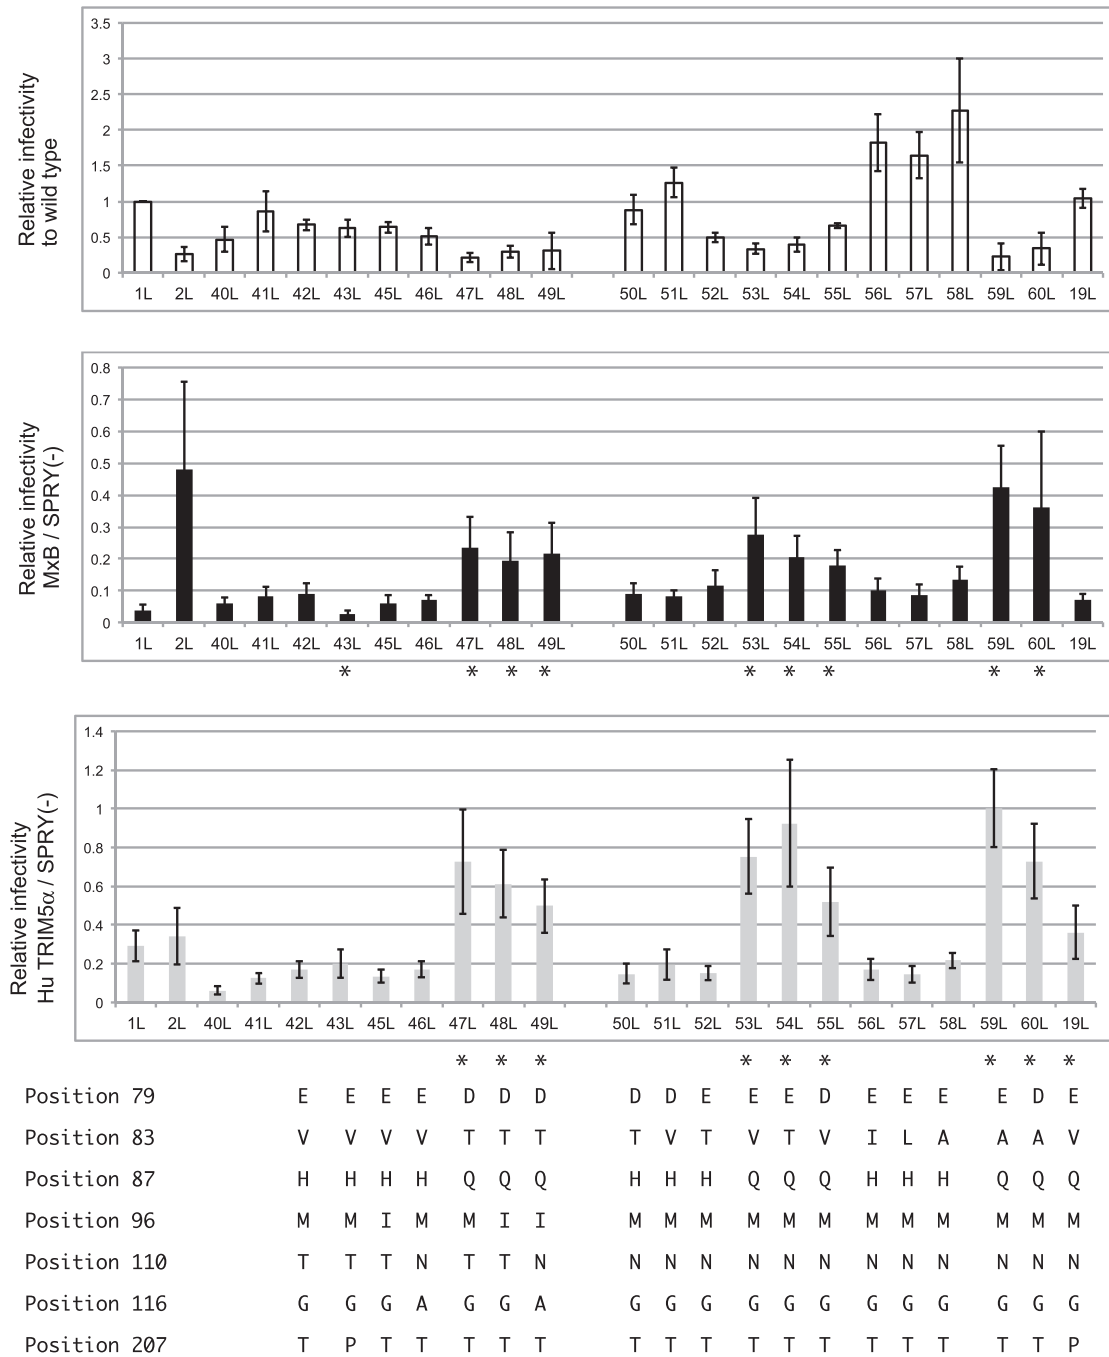 Relative infectivity
to wild type
3.5
3
2.5
2
1.5
1
0.5
0
1L 2L 40L 41L 42L 43L 45L 46L 47L 48L 49L 50L 51L 52L 53L 54L 55L 56L 57L 58L 59L 60L 19L
Relative infectivity
MxB / SPRY(-)
0.8
0.7
0.6
0.5
0.4
0.3
0.2
0.1
0
1L 2L 40L 41L 42L 43L 45L 46L 47L 48L 49L 50L 51L 52L 53L 54L 55L 56L 57L 58L 59L 60L 19L
* * * * * * * * *
Relative infectivity
Hu TRIM5α / SPRY(-)
1.4
1.2
1
0.8
0.6
0.4
0.2
0
1L 2L 40L 41L 42L 43L 45L 46L 47L 48L 49L 50L 51L 52L 53L 54L 55L 56L 57L 58L 59L 60L 19L
* * * * * * * * *
Position 79 E E E E D D D D D E E E D E E E E D E
Position 83 V V V V T T T T V T V T V I L A A A V
Position 87 H H H H Q Q Q H H H Q Q Q H H H Q Q Q
Position 96 M M I M M I I M M M M M M M M M M M M
Position 110 T T T N T T N N N N N N N N N N N N N
Position 116 G G G A G G A G G G G G G G G G G G G
Position 207 T P T T T T T T T T T T T T T T T T P